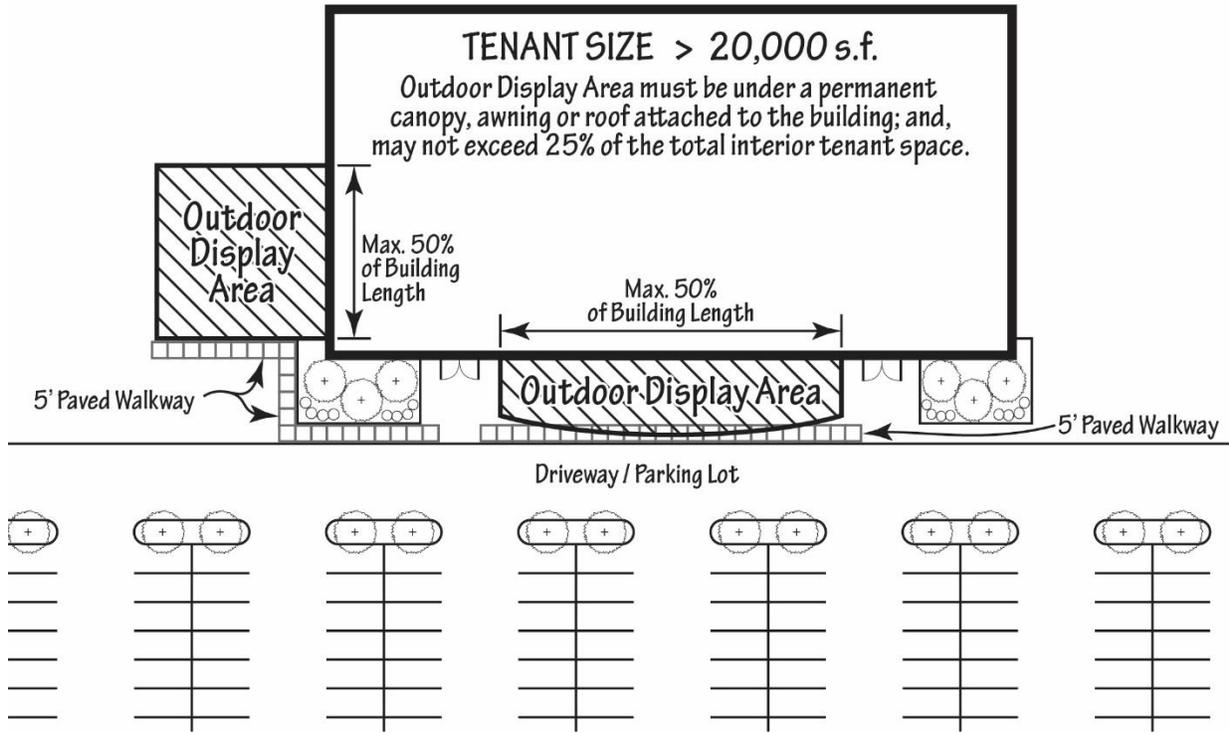 TENANT SIZE > 20,000 s.f.
Outdoor Display Area must be under a permanent
canopy, awning or roof attached to the building; and,
may not exceed 25% of the total interior tenant space.
Outdoor
Display
Area
Max. 50%
of Building
Length
Max. 50%
of Building Length
Outdoor Display Area
5' Paved Walkway
5' Paved Walkway
Driveway / Parking Lot